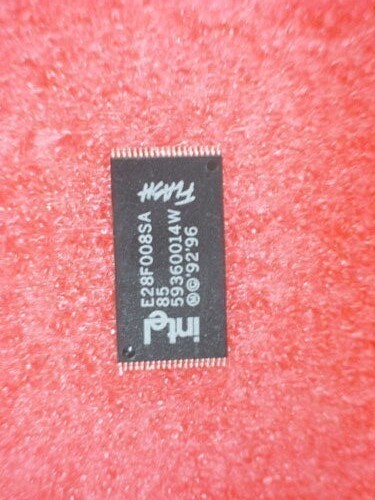 FLASH
E28F008SA
85
59360014W
Ⓜ©'92'96
intel